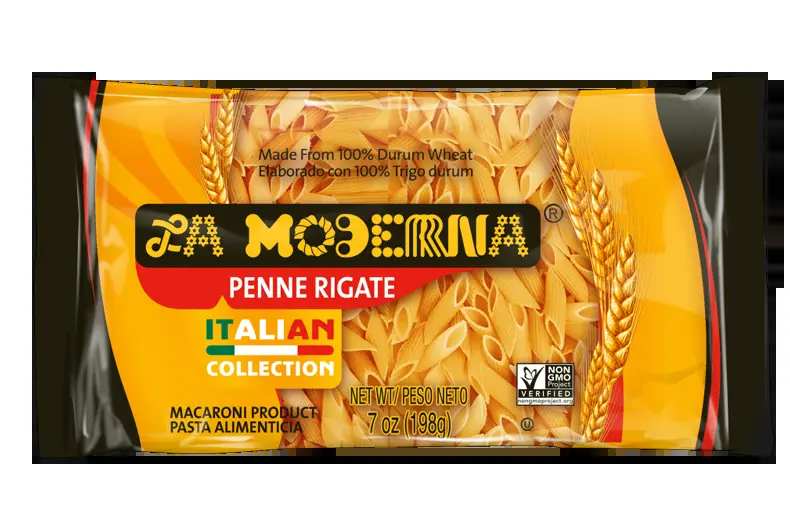 Made From 100% Durum Wheat
Elaborado con 100% Trigo durum
LA MODERNA®
PENNE RIGATE
ITALIAN
COLLECTION
NON
GMO
Project
VERIFIED
nongmoproject.org
MACARONI PRODUCT
PASTA ALIMENTICIA
NET WT/ PESO NETO
7 oz (198g)
U